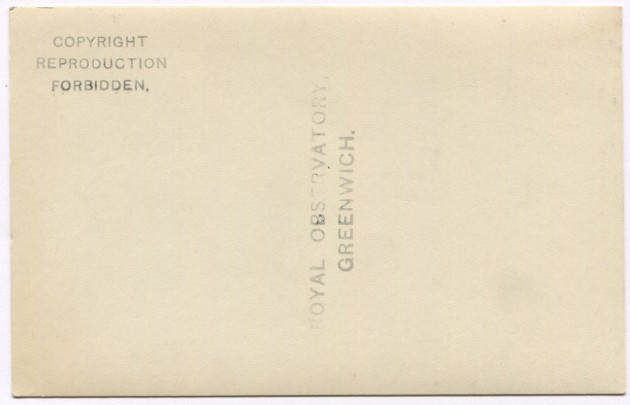 COPYRIGHT
REPRODUCTION
FORBIDDEN.
ROYAL OBSERVATORY,
GREENWICH.